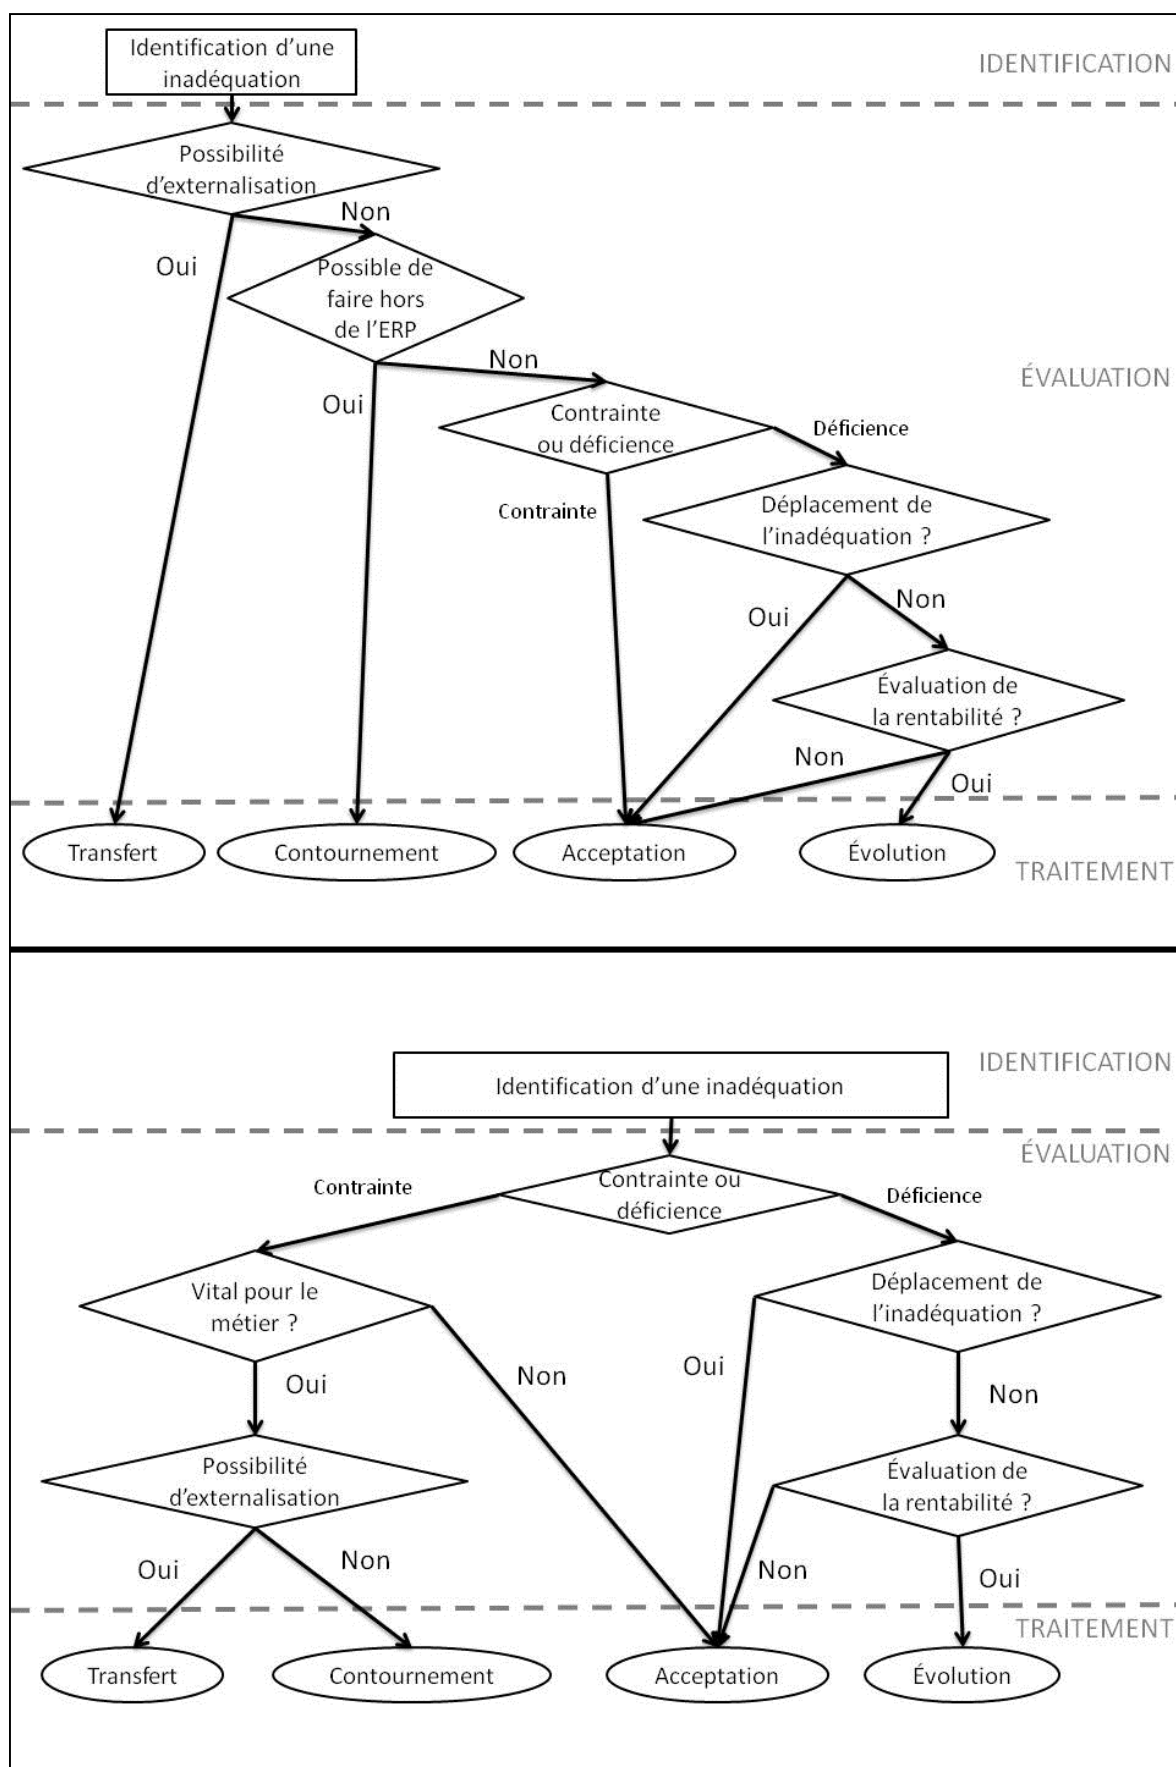 Identification d’une
inadéquation
IDENTIFICATION
Possibilité
d’externalisation
Non
Oui
Possible de
faire hors
de l’ERP
Non
ÉVALUATION
Oui
Contrainte
ou déficience
Déficience
Contrainte
Déplacement de
l’inadéquation ?
Non
Oui
Évaluation de
la rentabilité ?
Non
Oui
Transfert
Contournement
Acceptation
Évolution
TRAITEMENT
IDENTIFICATION
Identification d’une inadéquation
ÉVALUATION
Contrainte ou
déficience
Contrainte
Déficience
Vital pour le
métier ?
Déplacement de
l’inadéquation ?
Oui
Non
Oui
Non
Possibilité
d’externalisation
Évaluation de
la rentabilité ?
Oui
Non
Non
Oui
TRAITEMENT
Transfert
Contournement
Acceptation
Évolution